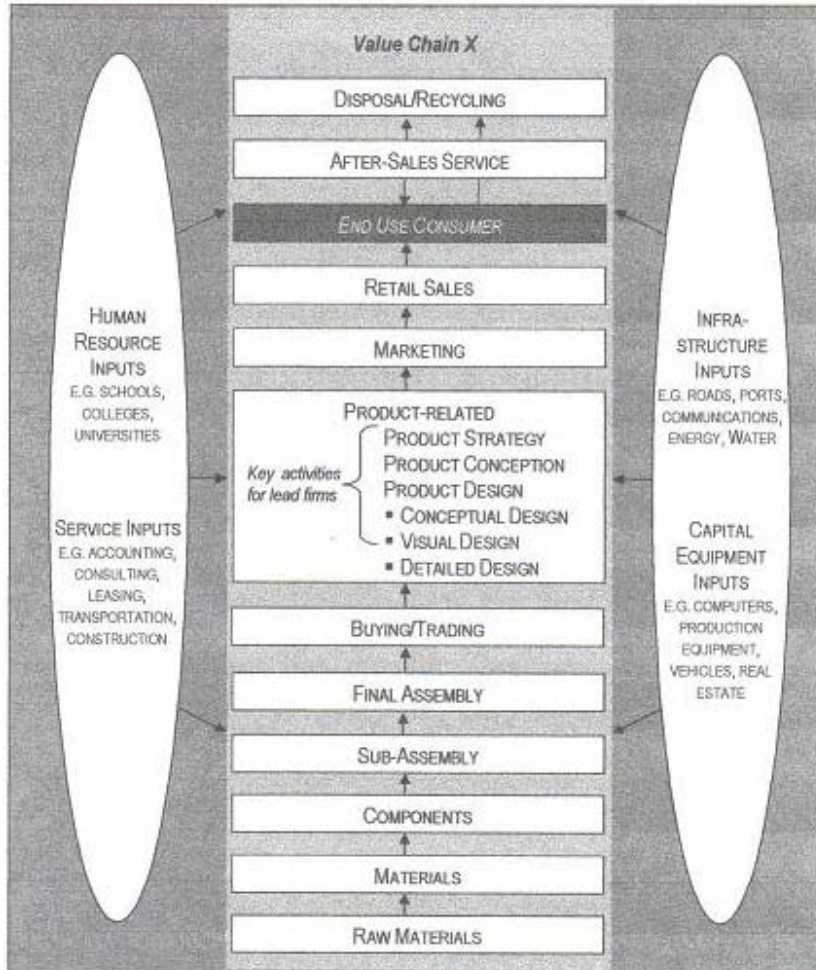 Value Chain X
DISPOSAL/RECYCLING
AFTER-SALES SERVICE
END USE CONSUMER
RETAIL SALES
MARKETING
PRODUCT-RELATED
PRODUCT STRATEGY
PRODUCT CONCEPTION
PRODUCT DESIGN
▪ CONCEPTUAL DESIGN
▪ VISUAL DESIGN
▪ DETAILED DESIGN
Key activities
for lead firms
BUYING/TRADING
FINAL ASSEMBLY
SUB-ASSEMBLY
COMPONENTS
MATERIALS
RAW MATERIALS
HUMAN
RESOURCE
INPUTS
E.G. SCHOOLS,
COLLEGES,
UNIVERSITIES
SERVICE INPUTS
E.G. ACCOUNTING,
CONSULTING,
LEASING,
TRANSPORTATION,
CONSTRUCTION
INFRA-
STRUCTURE
INPUTS
E.G. ROADS, PORTS,
COMMUNICATIONS,
ENERGY, WATER
CAPITAL
EQUIPMENT
INPUTS
E.G. COMPUTERS,
PRODUCTION
EQUIPMENT,
VEHICLES, REAL
ESTATE